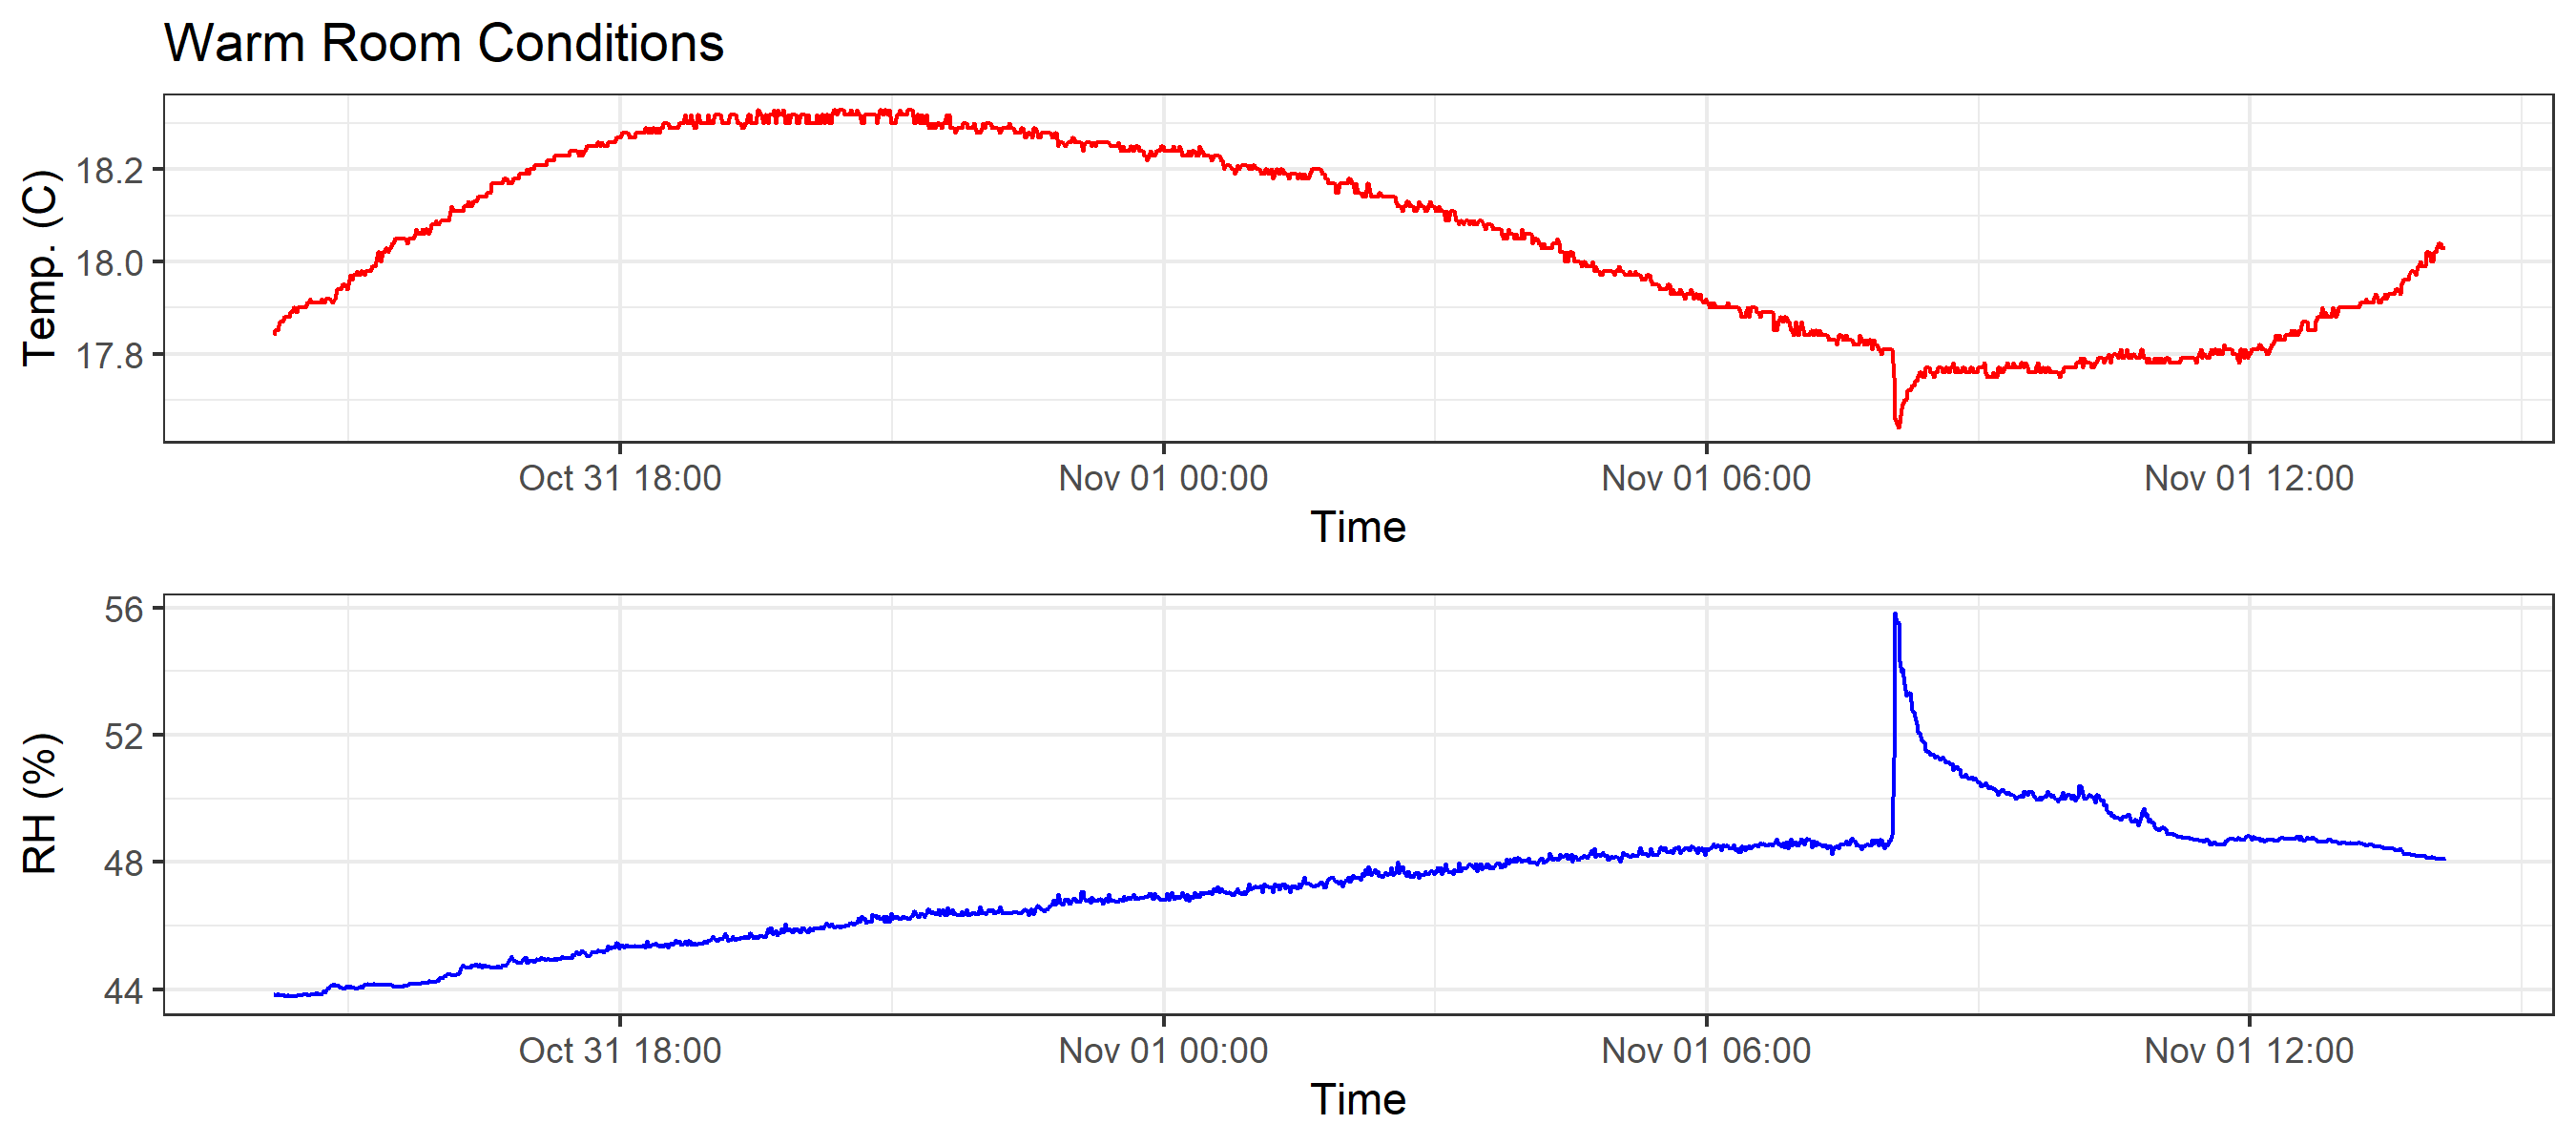 Warm Room Conditions
Temp. (C)
18.2
18.0
17.8
Oct 31 18:00 Nov 01 00:00 Nov 01 06:00 Nov 01 12:00
Time
RH (%)
56
52
48
44
Oct 31 18:00 Nov 01 00:00 Nov 01 06:00 Nov 01 12:00
Time